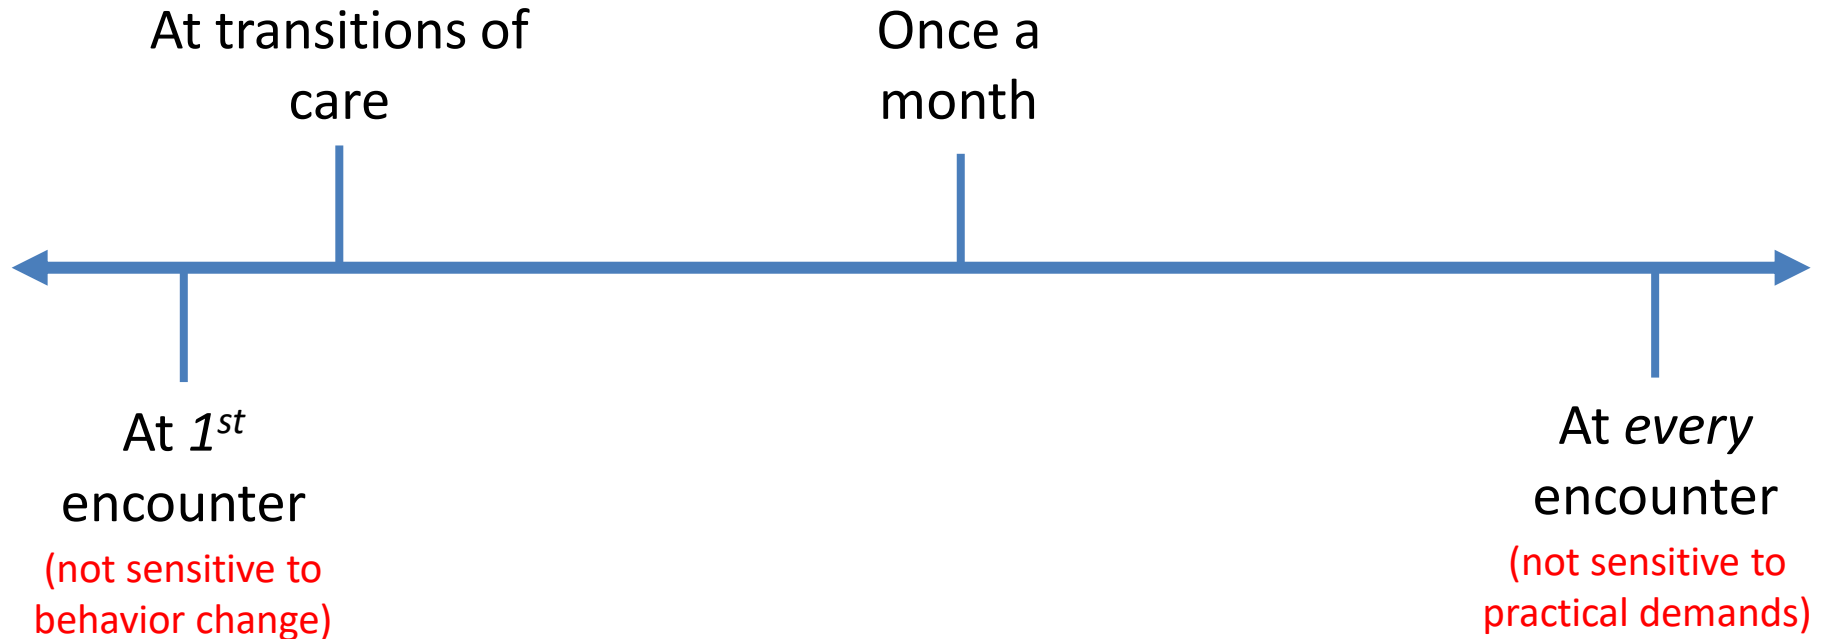 At transitions of
care
Once a
month
At 1st
encounter
(not sensitive to
behavior change)
At every
encounter
(not sensitive to
practical demands)